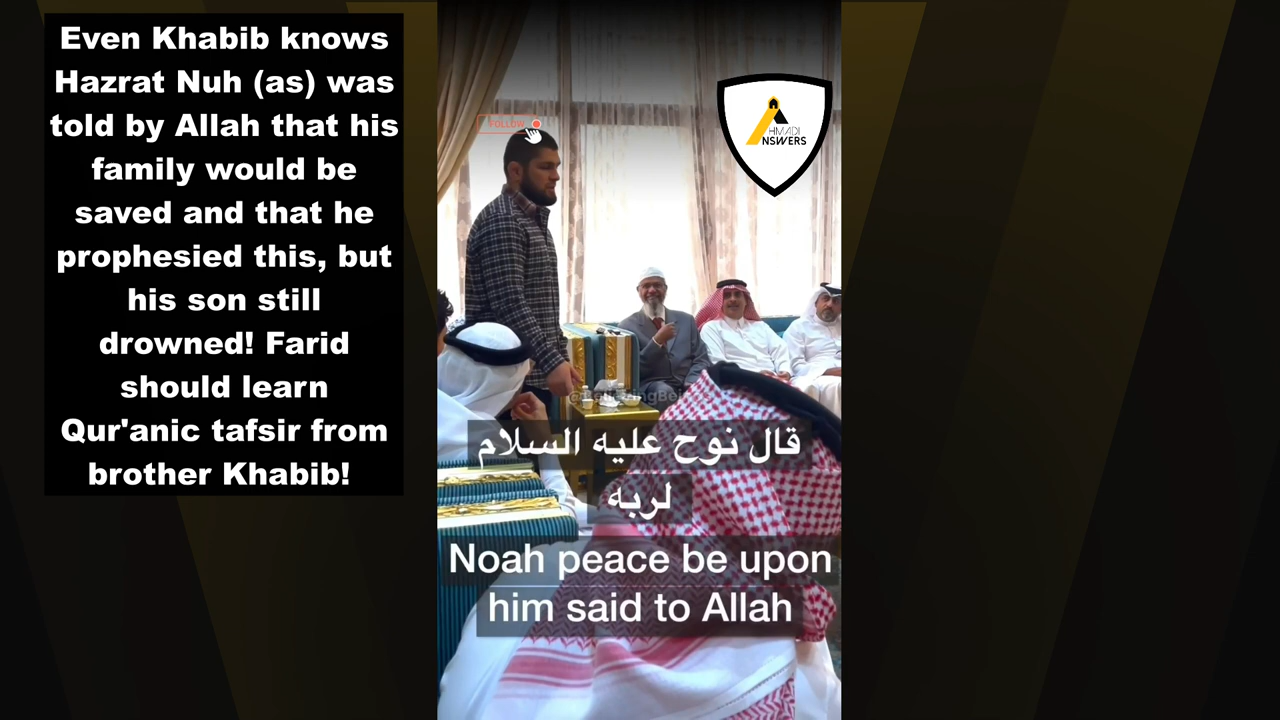 Even Khabib knows
Hazrat Nuh (as) was
told by Allah that his
family would be
saved and that he
prophesied this, but
his son still
drowned! Farid
should learn
Qur'anic tafsir from
brother Khabib!
FOLLOW
HMADI
NSWERS
قال نوح عليه السلام
لربه
Noah peace be upon
him said to Allah